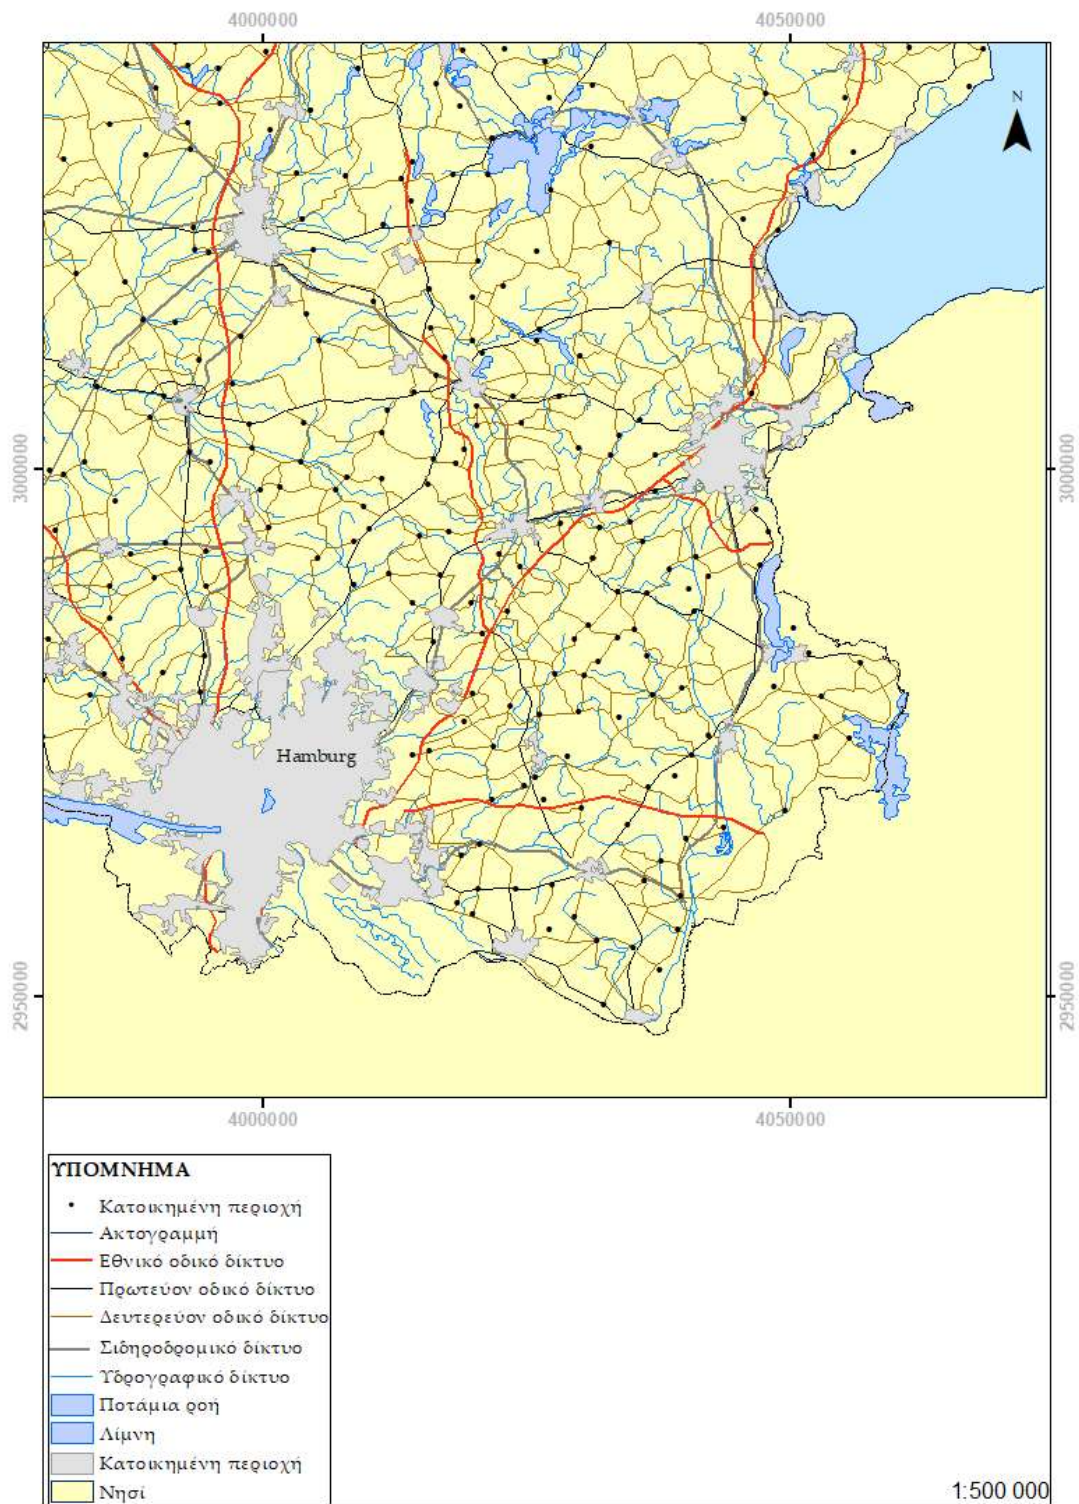 4000000 4050000
N
3000000 3000000
Hamburg
2950000 2950000
4000000 4050000
ΥΠΟΜΝΗΜΑ
Κατοικημένη περιοχή
Ακτογραμμή
Εθνικό οδικό δίκτυο
Πρωτεύον οδικό δίκτυο
Δευτερεύον οδικό δίκτυο
Σιδηροδρομικό δίκτυο
Υδρογραφικό δίκτυο
Ποτάμια ροή
Λίμνη
Κατοικημένη περιοχή
Νησί
1:500 000